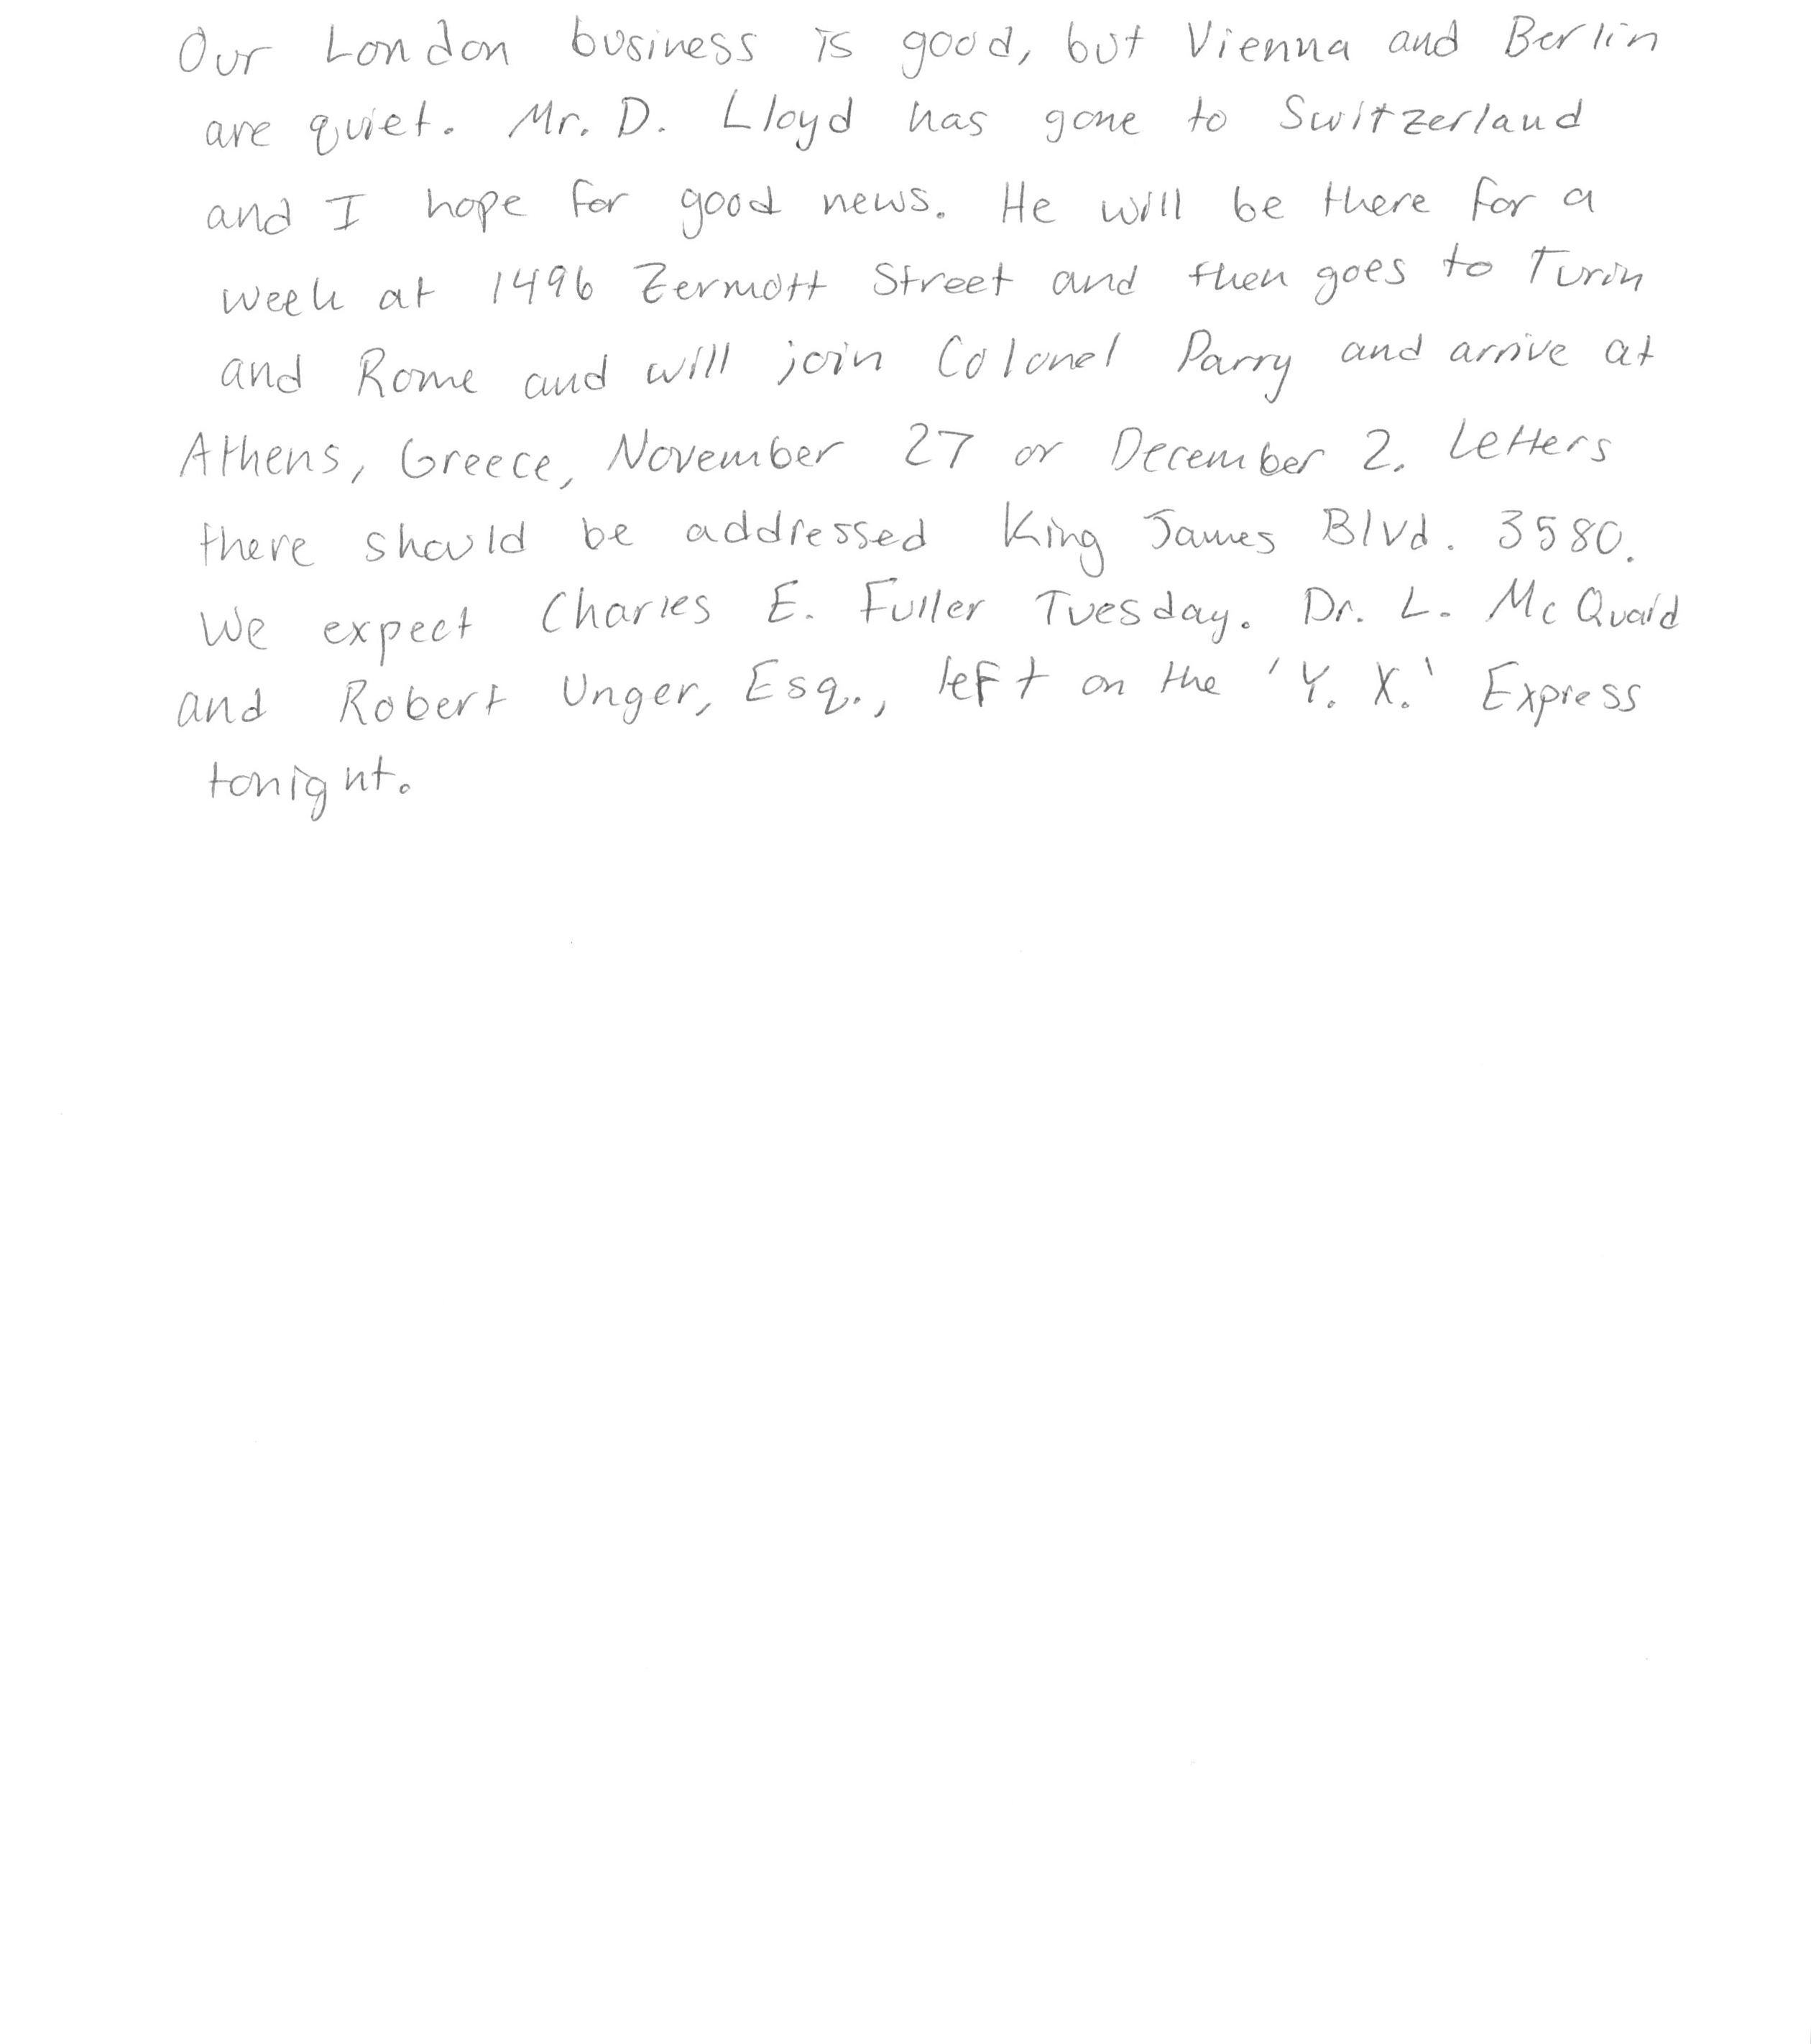 Our London business is good, but Vienna and Berlin
are quiet. Mr. D. Lloyd has gone to Switzerland
and I hope for good news. He will be there for a
week at 1496 Zermott Street and then goes to Turin
and Rome and will join Colonel Parry and arrive at
Athens, Greece, November 27 or December 2. Letters
there should be addressed King James Blvd. 3580.
We expect Charles E. Fuller Tuesday. Dr. L. McQuaid
and Robert Unger, Esq., left on the 'Y. X.' Express
tonight.